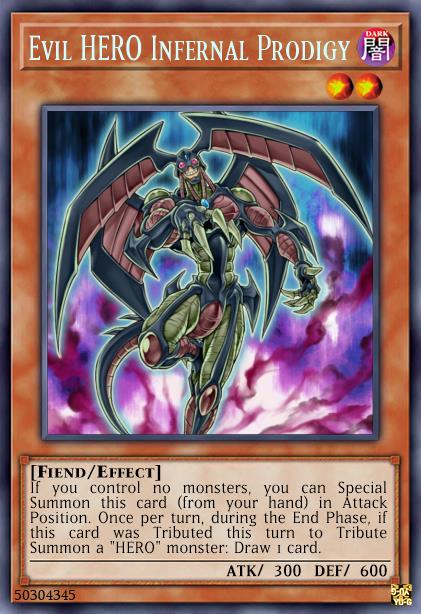 EVIL HERO INFERNAL PRODIGY
DARK
闇
[FIEND/EFFECT]
If you control no monsters, you can Special
Summon this card (from your hand) in Attack
Position. Once per turn, during the End Phase, if
this card was Tributed this turn to Tribute
Summon a "HERO" monster: Draw 1 card.
ATK/ 300 DEF/ 600
50304345